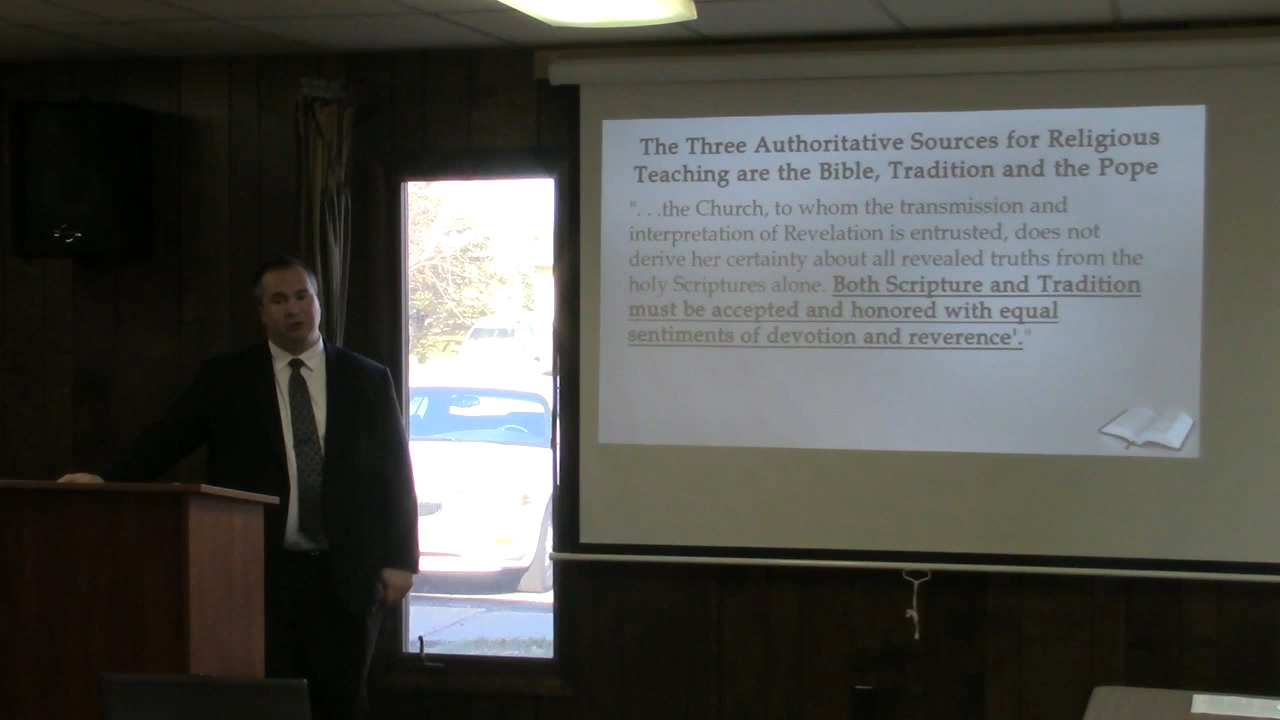 The Three Authoritative Sources for Religious
Teaching are the Bible, Tradition and the Pope
". . .the Church, to whom the transmission and
interpretation of Revelation is entrusted, does not
derive her certainty about all revealed truths from the
holy Scriptures alone. Both Scripture and Tradition
must be accepted and honored with equal
sentiments of devotion and reverence'."